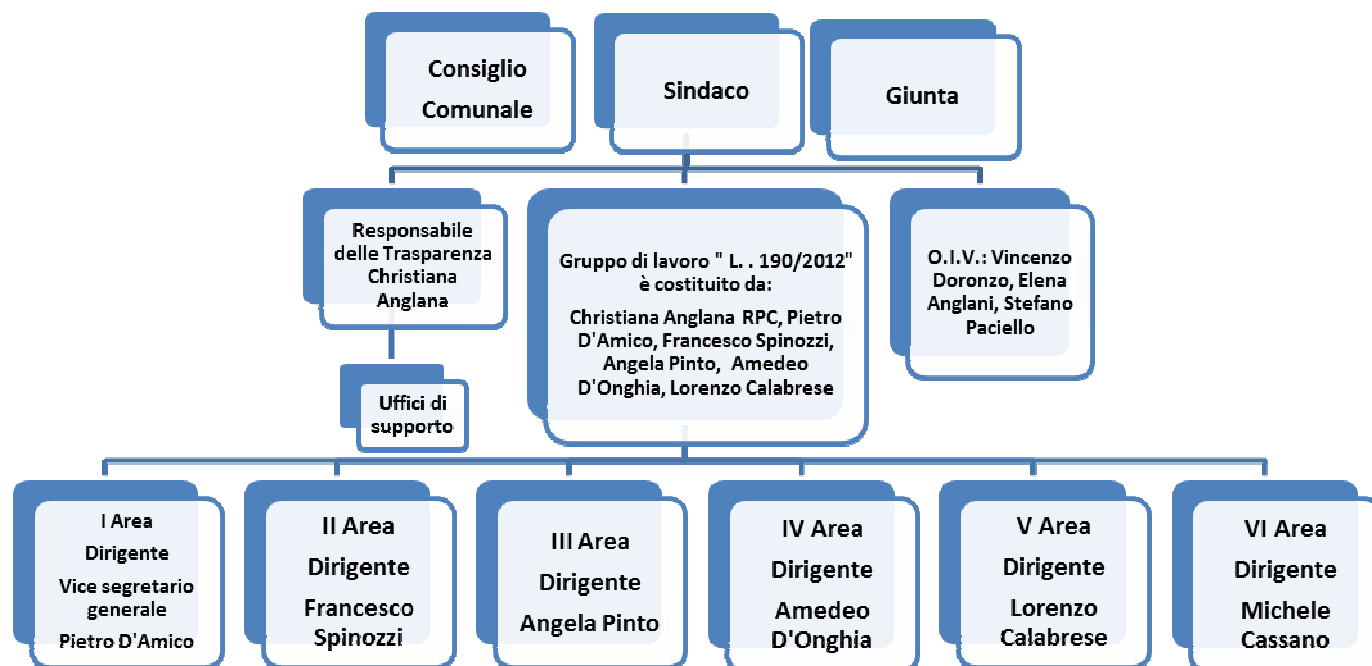 Consiglio
Comunale
Sindaco
Giunta
Responsabile
delle Trasparenza
Christiana
Anglana
Gruppo di lavoro " L. . 190/2012"
è costituito da:
Christiana Anglana RPC, Pietro
D'Amico, Francesco Spinozzi,
Angela Pinto, Amedeo
D'Onghia, Lorenzo Calabrese
O.I.V.: Vincenzo
Doronzo, Elena
Anglani, Stefano
Paciello
Uffici di
supporto
I Area
Dirigente
Vice segretario
generale
Pietro D'Amico
II Area
Dirigente
Francesco
Spinozzi
III Area
Dirigente
Angela Pinto
IV Area
Dirigente
Amedeo
D'Onghia
V Area
Dirigente
Lorenzo
Calabrese
VI Area
Dirigente
Michele
Cassano